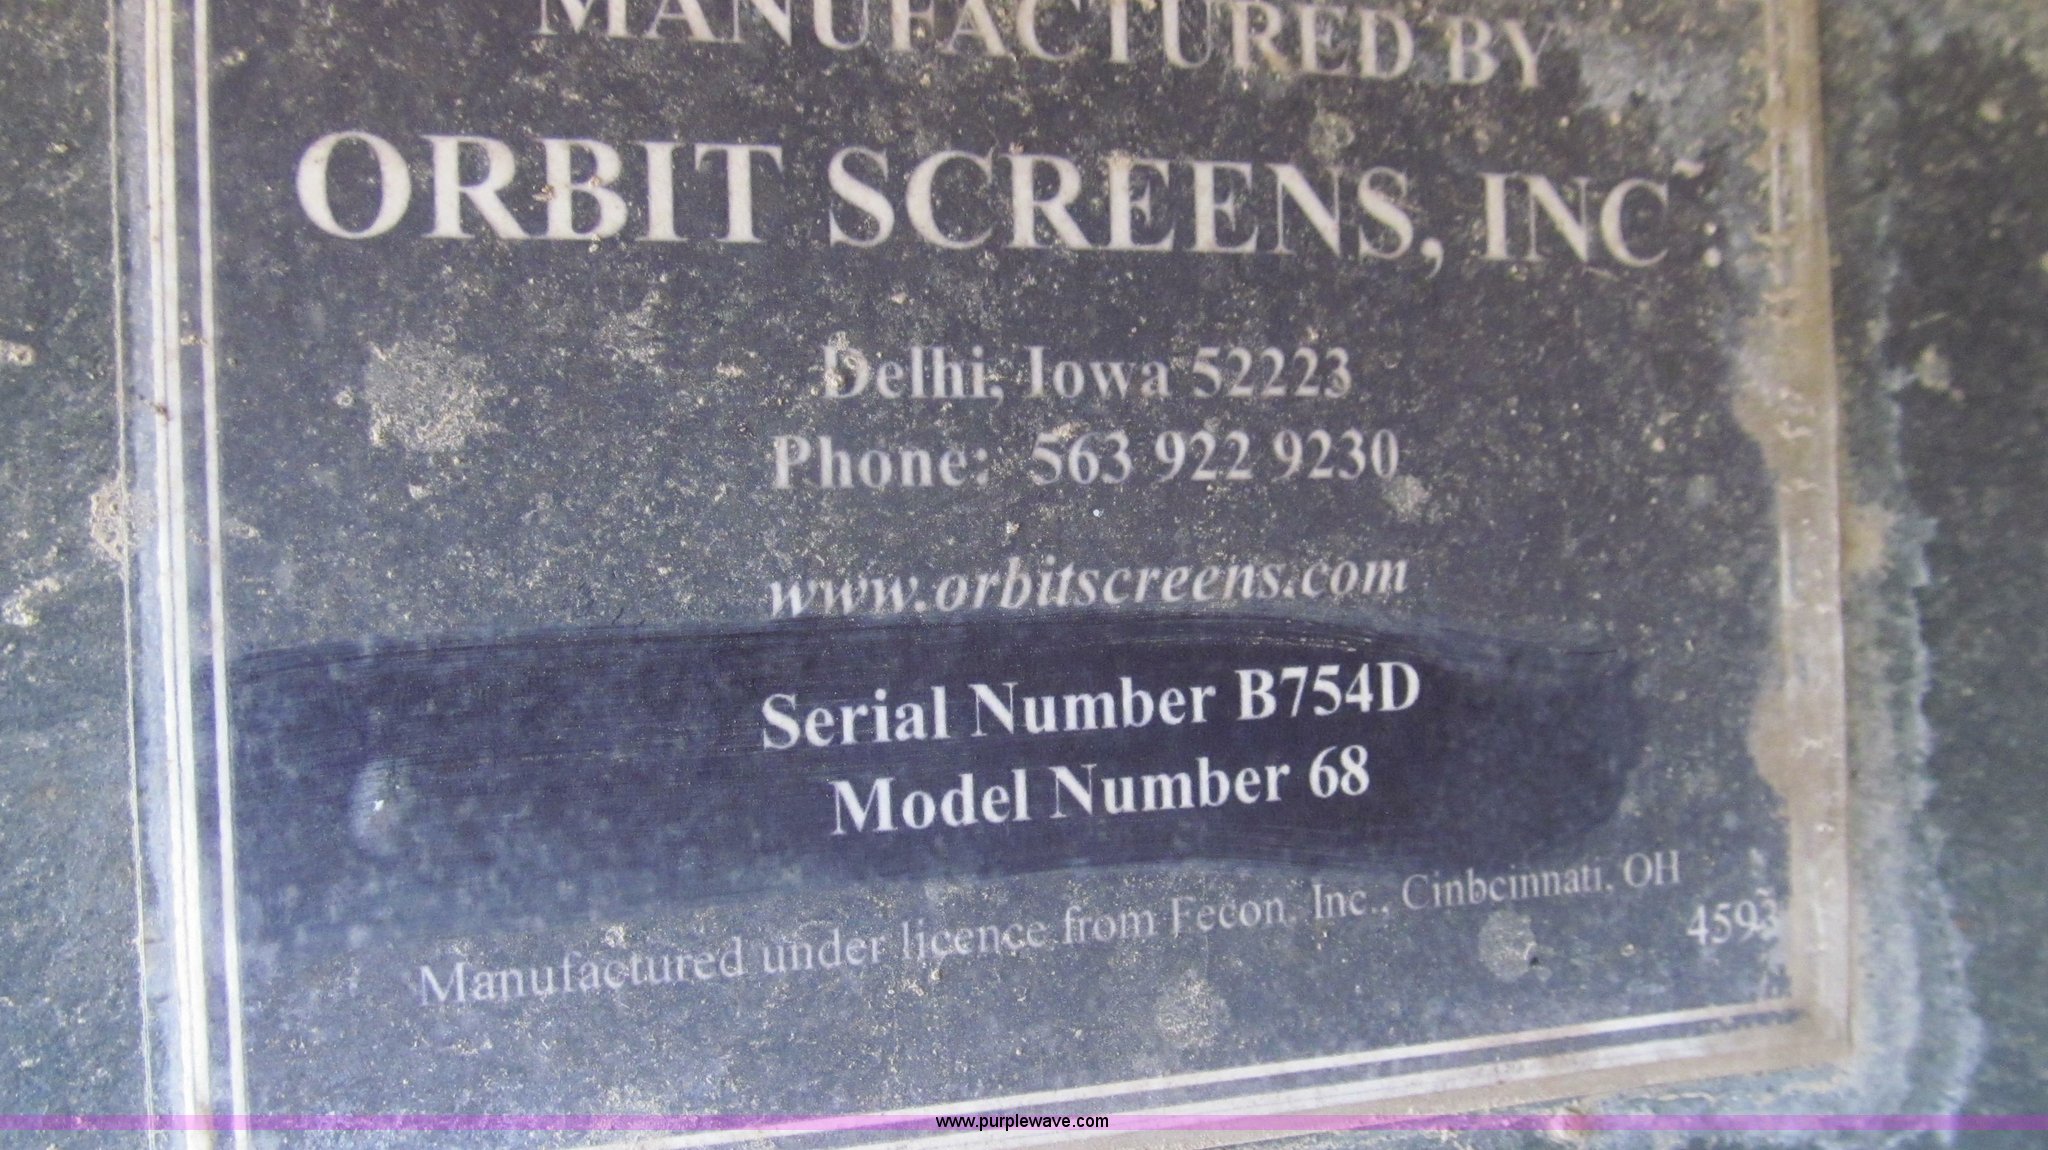 MANUFACTURED BY
ORBIT SCREENS, INC.
Delhi, Iowa 52223
Phone: 563 922 9230
www.orbitscreens.com
Serial Number B754D
Model Number 68
Manufactured under licence from Fecon, Inc., Cinbcinnati, OH
4593
www.purplewave.com